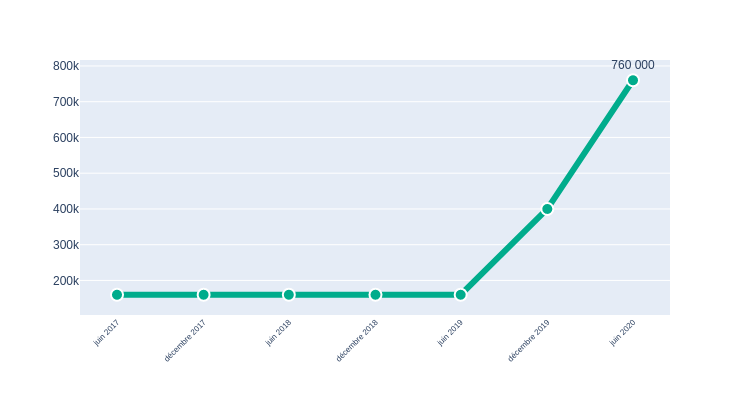 760 000
800k
700k
600k
500k
400k
300k
200k
juin 2017
décembre 2017
juin 2018
décembre 2018
juin 2019
décembre 2019
juin 2020